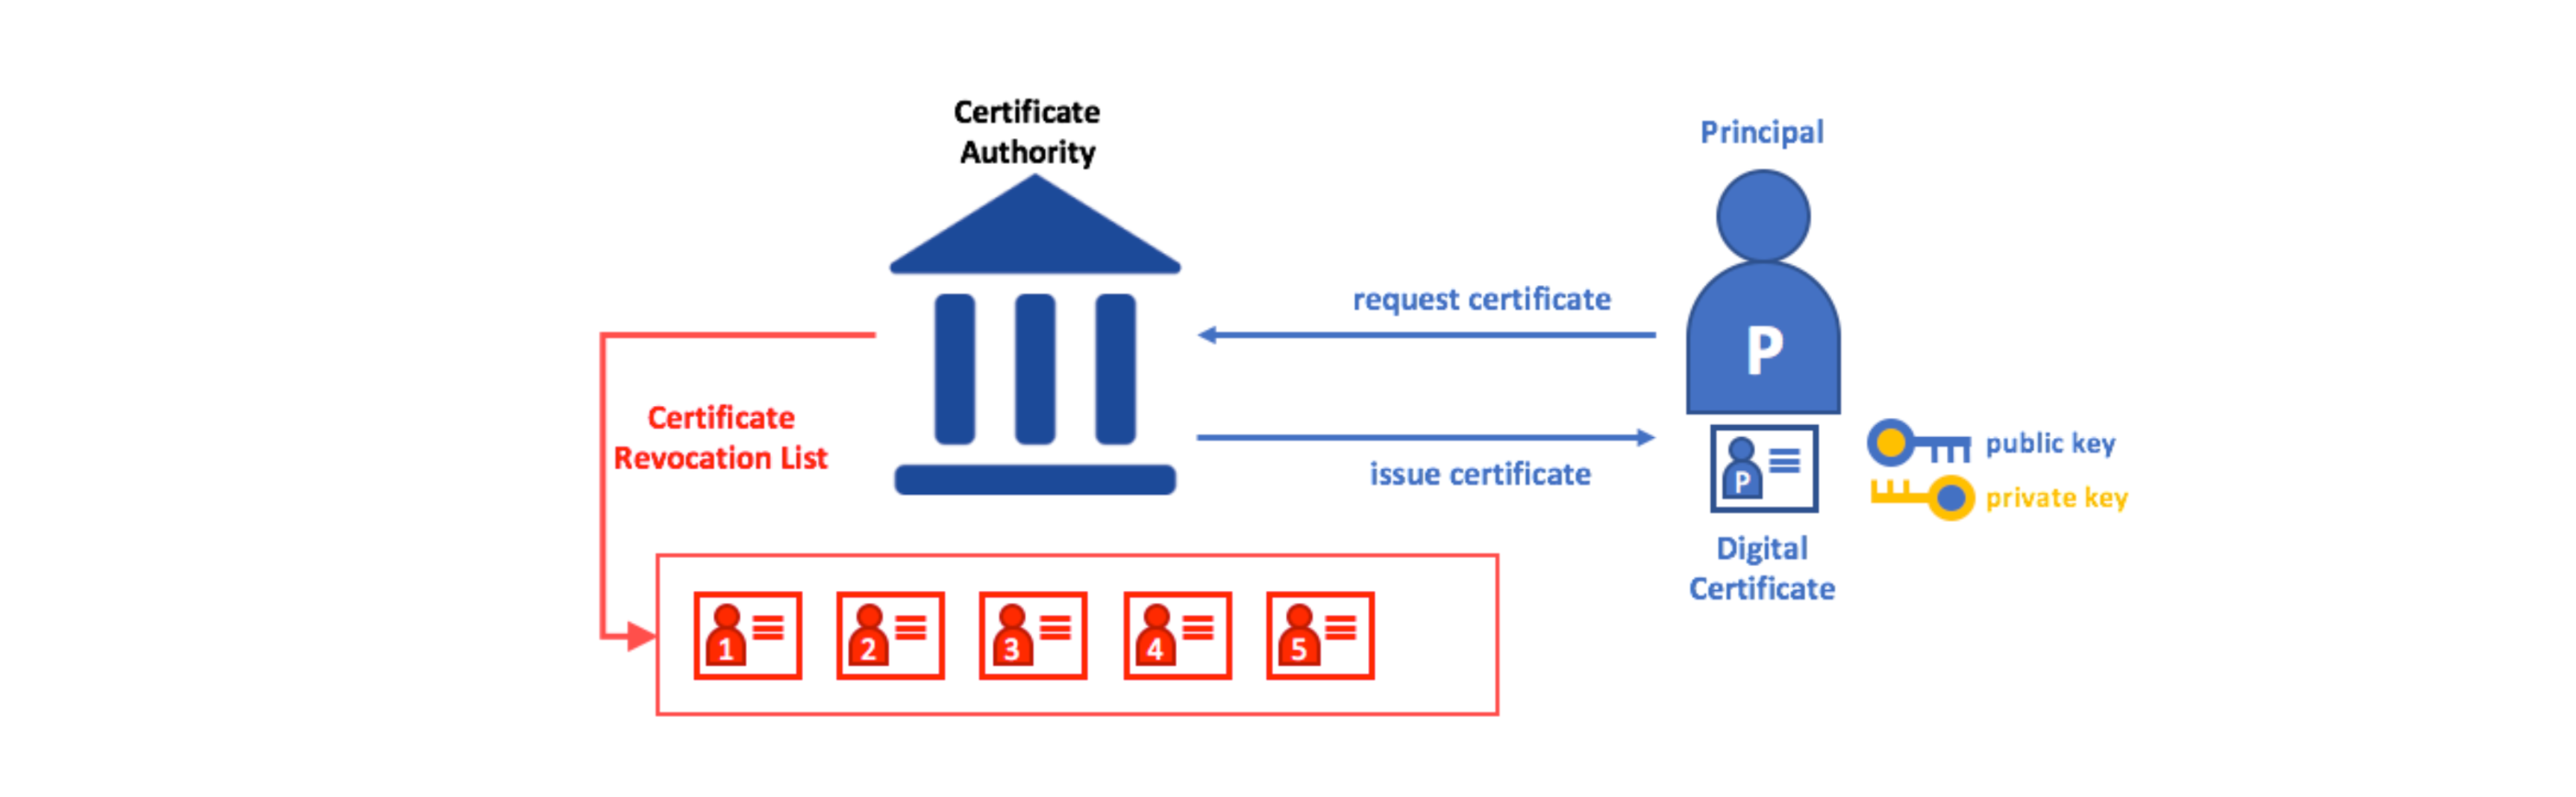 Certificate
Authority
Principal
request certificate
P
Certificate
Revocation List
issue certificate
P
public key
private key
Digital
Certificate
1
2
3
4
5